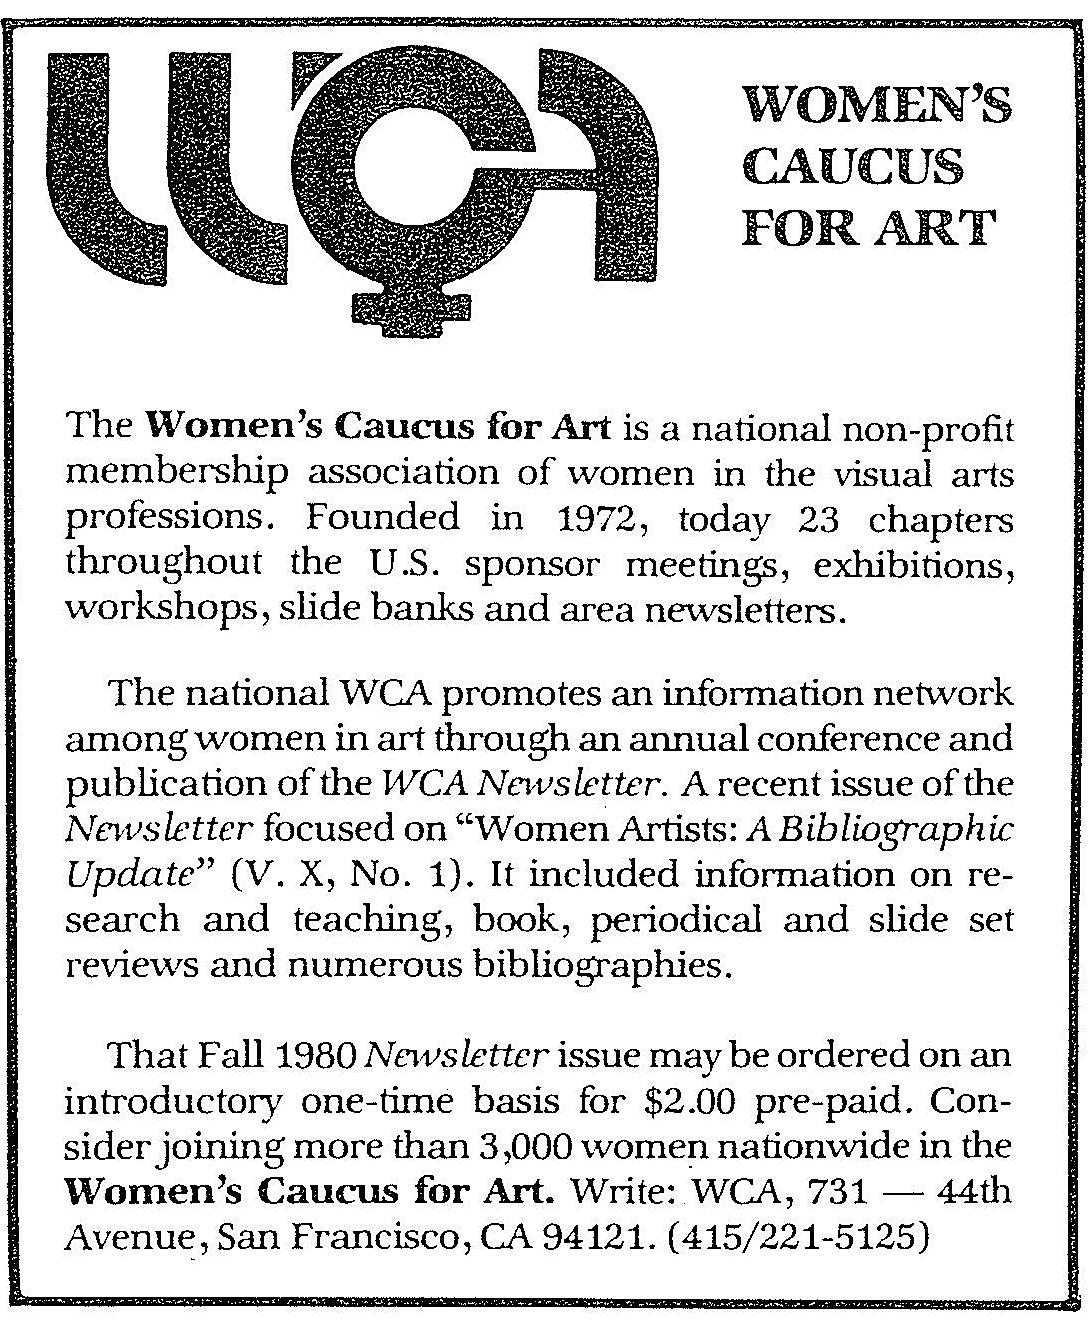 WCA
WOMEN'S
CAUCUS
FOR ART
The Women's Caucus for Art is a national non-profit
membership association of women in the visual arts
professions. Founded in 1972, today 23 chapters
throughout the U.S. sponsor meetings, exhibitions,
workshops, slide banks and area newsletters.
The national WCA promotes an information network
among women in art through an annual conference and
publication of the WCA Newsletter. A recent issue of the
Newsletter focused on “Women Artists: A Bibliographic
Update” (V. X, No. 1). It included information on re-
search and teaching, book, periodical and slide set
reviews and numerous bibliographies.
That Fall 1980 Newsletter issue may be ordered on an
introductory one-time basis for $2.00 pre-paid. Con-
sider joining more than 3,000 women nationwide in the
Women's Caucus for Art. Write: WCA, 731 — 44th
Avenue, San Francisco, CA 94121. (415/221-5125)